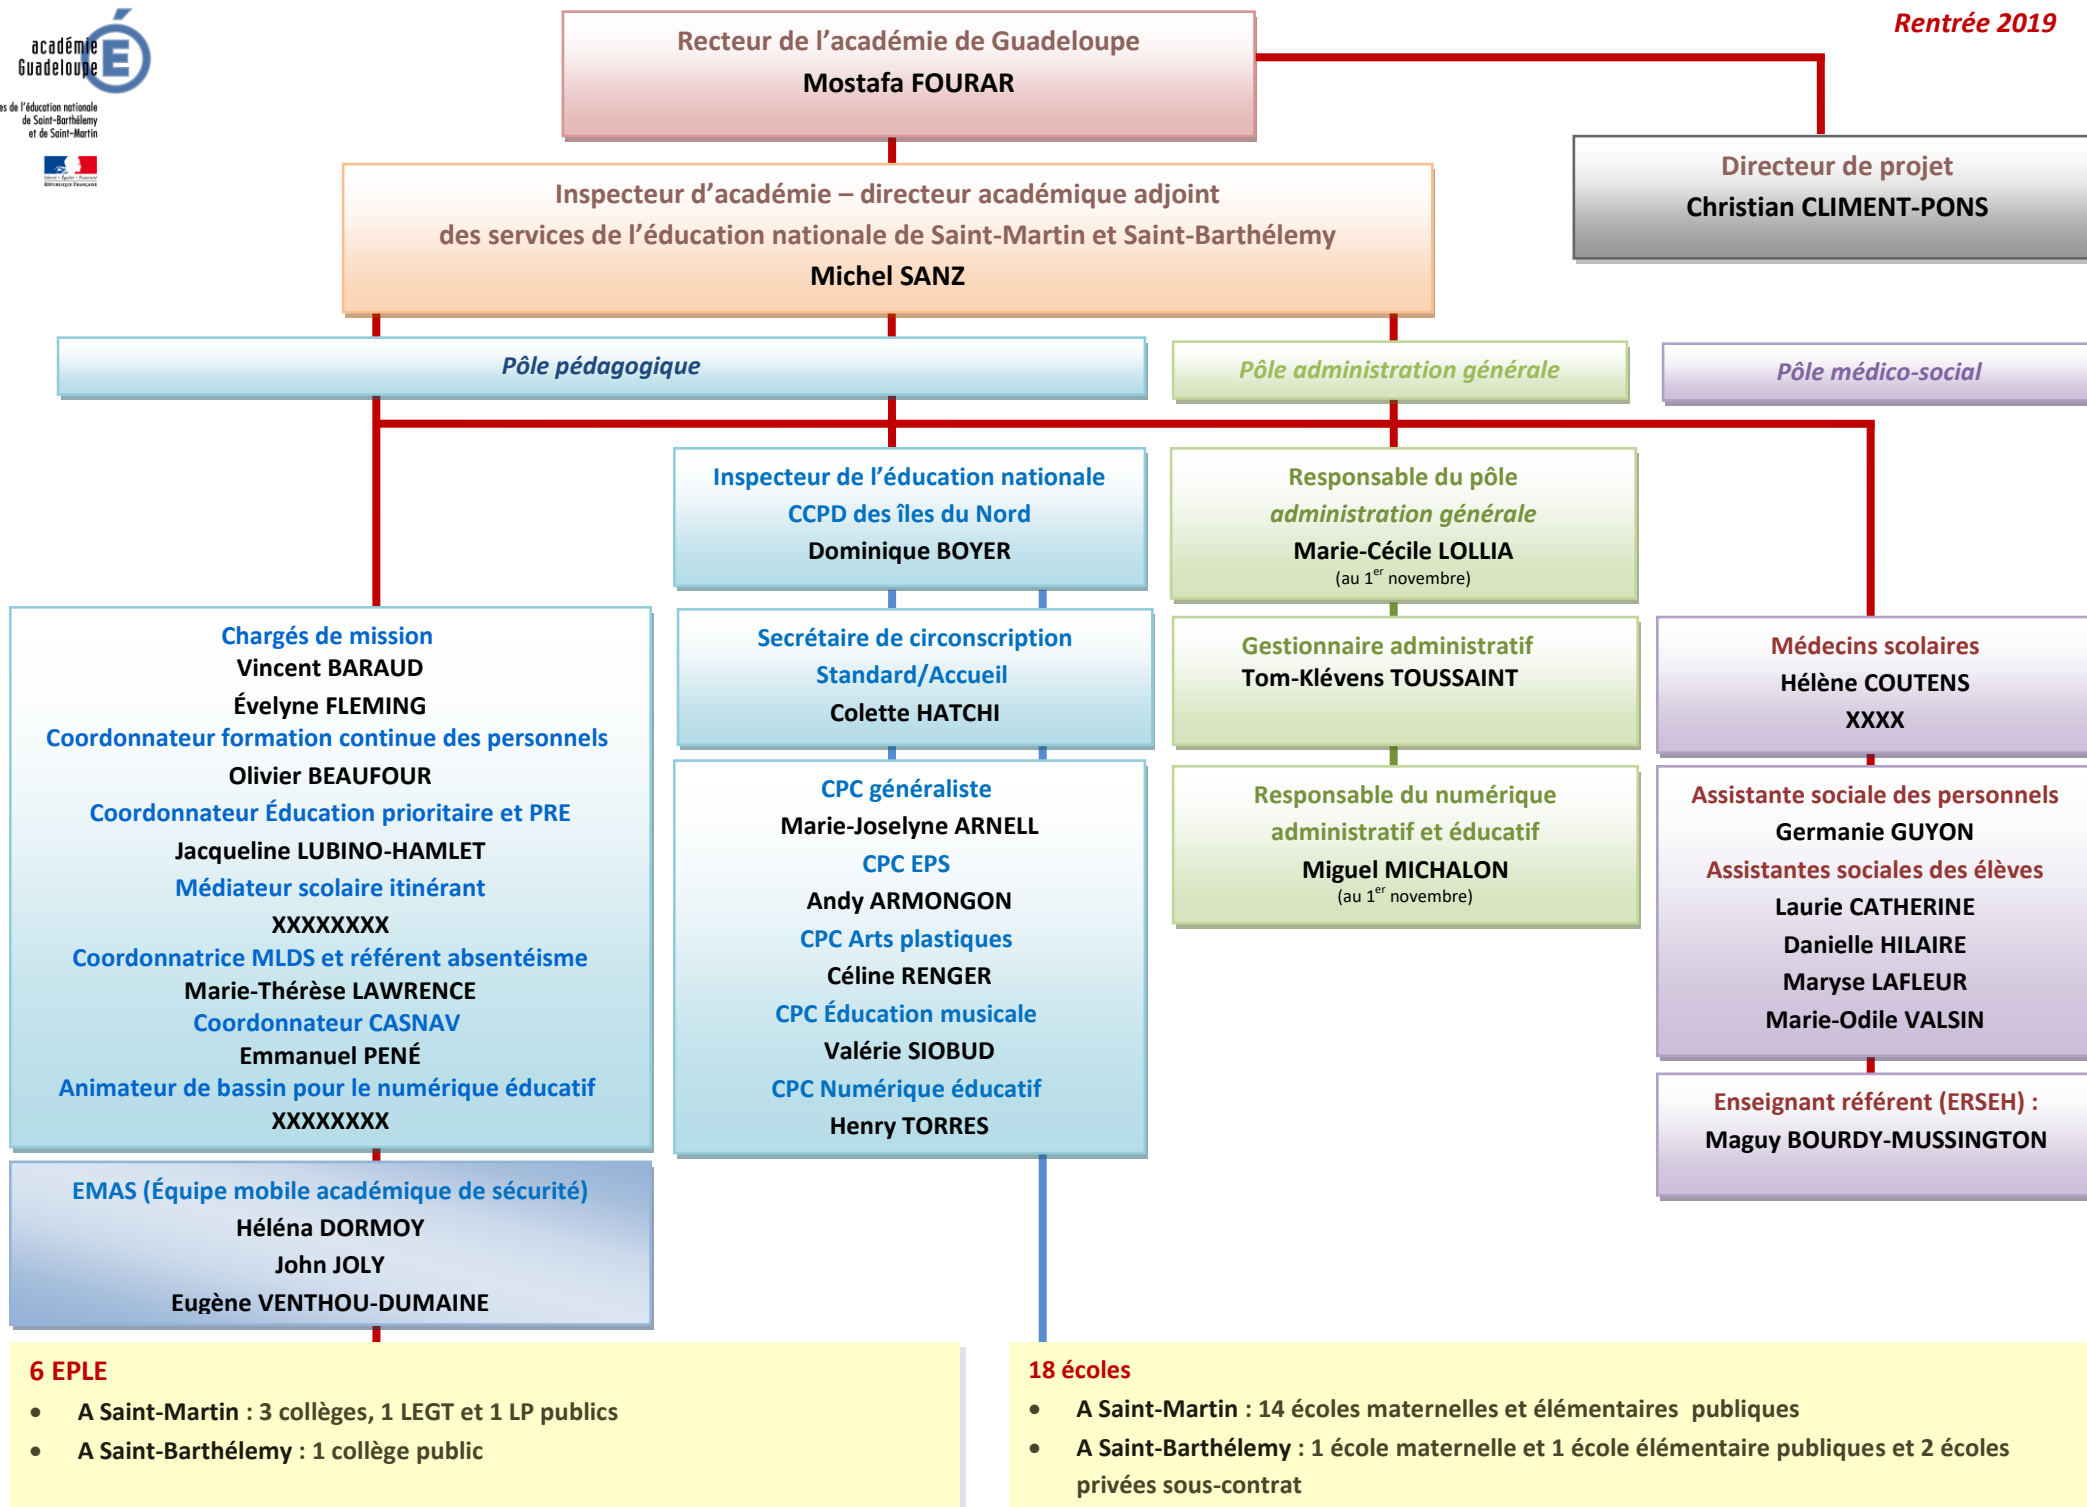 académie
Guadeloupe
É
es de l'éducation nationale
de Saint-Barthélemy
et de Saint-Martin
RÉPUBLIQUE FRANÇAISE
Rentrée 2019
Recteur de l'académie de Guadeloupe
Mostafa FOURAR
Directeur de projet
Christian CLIMENT-PONS
Inspecteur d'académie – directeur académique adjoint
des services de l'éducation nationale de Saint-Martin et Saint-Barthélemy
Michel SANZ
Pôle pédagogique
Pôle administration générale
Pôle médico-social
Inspecteur de l'éducation nationale
CCPD des îles du Nord
Dominique BOYER
Responsable du pôle
administration générale
Marie-Cécile LOLLIA
(au 1er novembre)
Chargés de mission
Vincent BARAUD
Évelyne FLEMING
Coordonnateur formation continue des personnels
Olivier BEAUFOUR
Coordonnateur Éducation prioritaire et PRE
Jacqueline LUBINO-HAMLET
Médiateur scolaire itinérant
XXXXXXXX
Coordonnatrice MLDS et référent absentéisme
Marie-Thérèse LAWRENCE
Coordonnateur CASNAV
Emmanuel PENÉ
Animateur de bassin pour le numérique éducatif
XXXXXXXX
Secrétaire de circonscription
Standard/Accueil
Colette HATCHI
Gestionnaire administratif
Tom-Klévens TOUSSAINT
Médecins scolaires
Hélène COUTENS
XXXX
CPC généraliste
Marie-Joselyne ARNELL
CPC EPS
Andy ARMONGON
CPC Arts plastiques
Céline RENGER
CPC Éducation musicale
Valérie SIOBUD
CPC Numérique éducatif
Henry TORRES
Responsable du numérique
administratif et éducatif
Miguel MICHALON
(au 1er novembre)
Assistante sociale des personnels
Germanie GUYON
Assistantes sociales des élèves
Laurie CATHERINE
Danielle HILAIRE
Maryse LAFLEUR
Marie-Odile VALSIN
Enseignant référent (ERSEH) :
Maguy BOURDY-MUSSINGTON
EMAS (Équipe mobile académique de sécurité)
Héléna DORMOY
John JOLY
Eugène VENTHOU-DUMAINE
6 EPLE
• A Saint-Martin : 3 collèges, 1 LEGT et 1 LP publics
• A Saint-Barthélemy : 1 collège public
18 écoles
• A Saint-Martin : 14 écoles maternelles et élémentaires publiques
• A Saint-Barthélemy : 1 école maternelle et 1 école élémentaire publiques et 2 écoles
privées sous-contrat